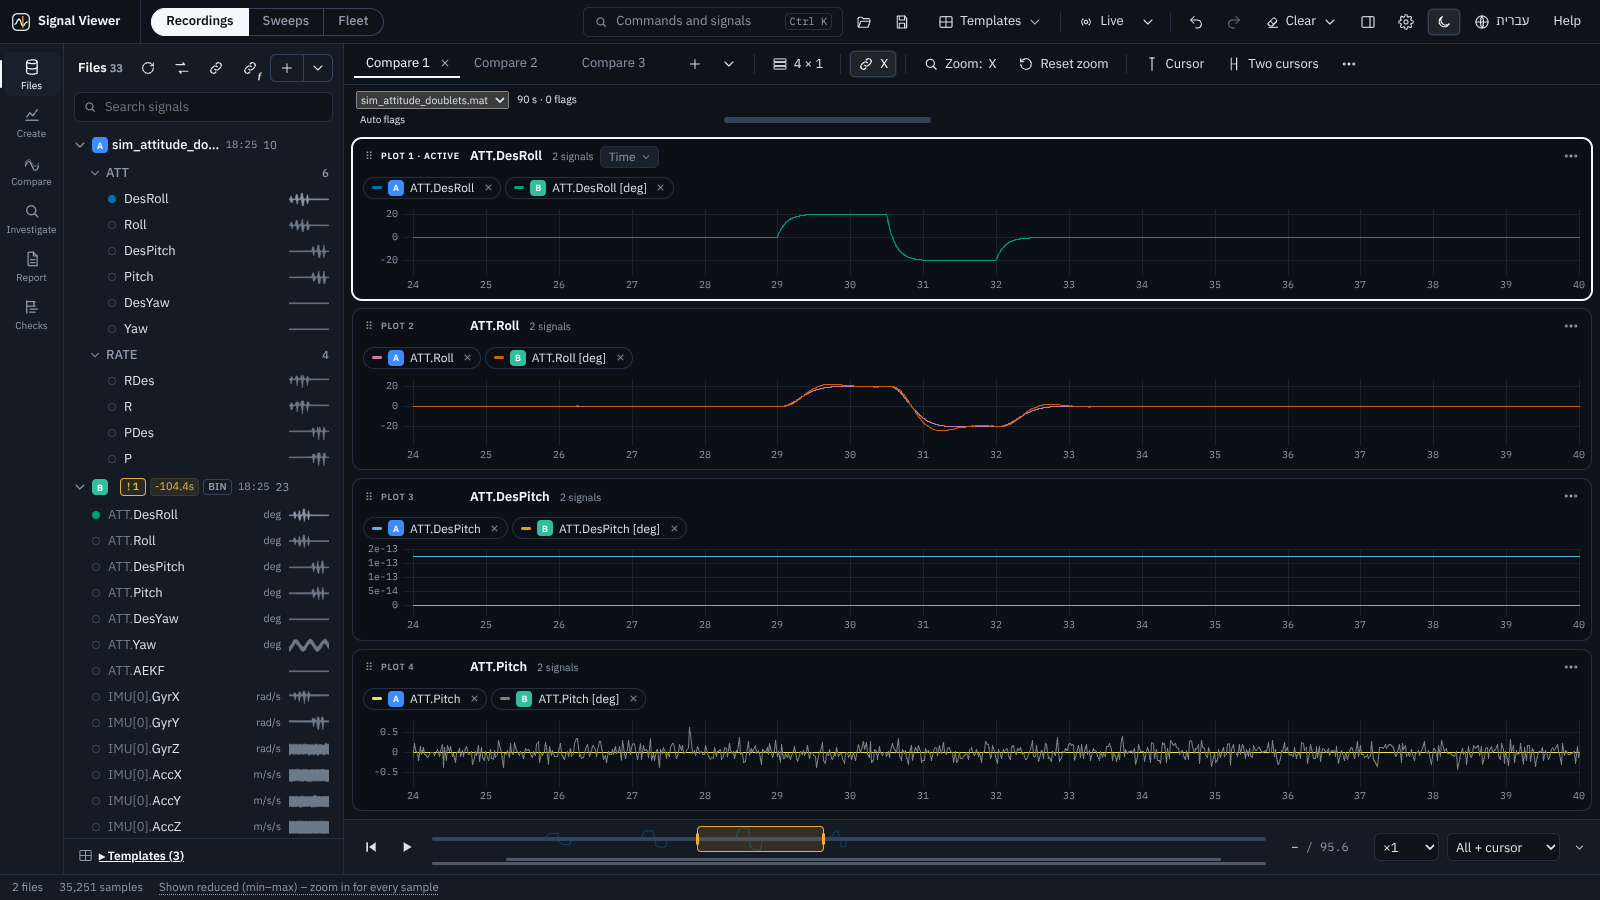 Signal Viewer
Recordings Sweeps Fleet
Commands and signals Ctrl K
Templates Live Clear עברית Help
Files
Create
Compare
Investigate
Report
Checks
Files 33
Search signals
A sim_attitude_do... 18:25 10
ATT 6
DesRoll
Roll
DesPitch
Pitch
DesYaw
Yaw
RATE 4
RDes
R
PDes
P
B !1 -104.4s BIN 18:25 23
ATT.DesRoll deg
ATT.Roll deg
ATT.DesPitch deg
ATT.Pitch deg
ATT.DesYaw deg
ATT.Yaw deg
ATT.AEKF
IMU[0].GyrX rad/s
IMU[0].GyrY rad/s
IMU[0].GyrZ rad/s
IMU[0].AccX m/s/s
IMU[0].AccY m/s/s
IMU[0].AccZ m/s/s
▸ Templates (3)
Compare 1 × Compare 2 Compare 3 + 4 × 1 X Zoom: X Reset zoom Cursor Two cursors
sim_attitude_doublets.mat 90 s · 0 flags
Auto flags
PLOT 1 · ACTIVE ATT.DesRoll 2 signals Time
A ATT.DesRoll × B ATT.DesRoll [deg] ×
20
0
-20
24 25 26 27 28 29 30 31 32 33 34 35 36 37 38 39 40
PLOT 2 ATT.Roll 2 signals
A ATT.Roll × B ATT.Roll [deg] ×
20
0
-20
24 25 26 27 28 29 30 31 32 33 34 35 36 37 38 39 40
PLOT 3 ATT.DesPitch 2 signals
A ATT.DesPitch × B ATT.DesPitch [deg] ×
2e-13
1e-13
1e-13
5e-14
0
24 25 26 27 28 29 30 31 32 33 34 35 36 37 38 39 40
PLOT 4 ATT.Pitch 2 signals
A ATT.Pitch × B ATT.Pitch [deg] ×
0.5
0
-0.5
24 25 26 27 28 29 30 31 32 33 34 35 36 37 38 39 40
– / 95.6 ×1 All + cursor
2 files 35,251 samples Shown reduced (min–max) – zoom in for every sample